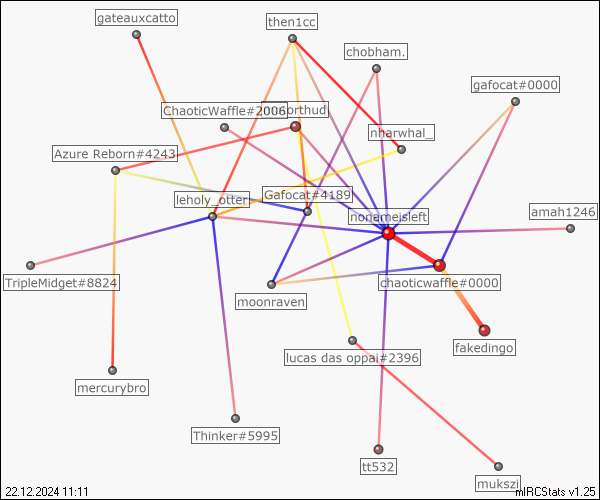 gateauxcatto
then1cc
chobham.
gafocat#0000
ChaoticWaffle#2006
orthud
nharwhal_
Azure Reborn#4243
leholy_otter
Gafocat#4189
nonameisleft
amah1246
TripleMidget#8824
moonraven
chaoticwaffle#0000
lucas das oppai#2396
fakedingo
mercurybro
Thinker#5995
tt532
mukszi
22.12.2024 11:11
mIRCStats v1.25